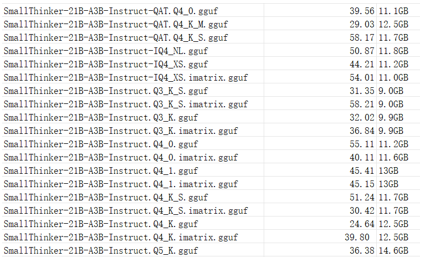 SmallThinker-21B-A3B-Instruct-QAT.Q4_0.gguf 39.56 11.1GB
SmallThinker-21B-A3B-Instruct-QAT.Q4_K_M.gguf 29.03 12.5GB
SmallThinker-21B-A3B-Instruct-QAT.Q4_K_S.gguf 58.17 11.7GB
SmallThinker-21B-A3B-Instruct-IQ4_NL.gguf 50.87 11.8GB
SmallThinker-21B-A3B-Instruct-IQ4_XS.gguf 44.21 11.2GB
SmallThinker-21B-A3B-Instruct-IQ4_XS.imatrix.gguf 54.01 11.0GB
SmallThinker-21B-A3B-Instruct.Q3_K_S.gguf 31.35 9.0GB
SmallThinker-21B-A3B-Instruct.Q3_K_S.imatrix.gguf 58.21 9.0GB
SmallThinker-21B-A3B-Instruct.Q3_K.gguf 32.02 9.9GB
SmallThinker-21B-A3B-Instruct.Q3_K.imatrix.gguf 36.84 9.9GB
SmallThinker-21B-A3B-Instruct.Q4_0.gguf 55.11 11.2GB
SmallThinker-21B-A3B-Instruct.Q4_0.imatrix.gguf 40.11 11.6GB
SmallThinker-21B-A3B-Instruct.Q4_1.gguf 45.41 13GB
SmallThinker-21B-A3B-Instruct.Q4_1.imatrix.gguf 45.15 13GB
SmallThinker-21B-A3B-Instruct.Q4_K_S.gguf 51.24 11.7GB
SmallThinker-21B-A3B-Instruct.Q4_K_S.imatrix.gguf 30.42 11.7GB
SmallThinker-21B-A3B-Instruct.Q4_K.gguf 24.64 12.5GB
SmallThinker-21B-A3B-Instruct.Q4_K.imatrix.gguf 39.80 12.5GB
SmallThinker-21B-A3B-Instruct.Q5_K.gguf 36.38 14.6GB